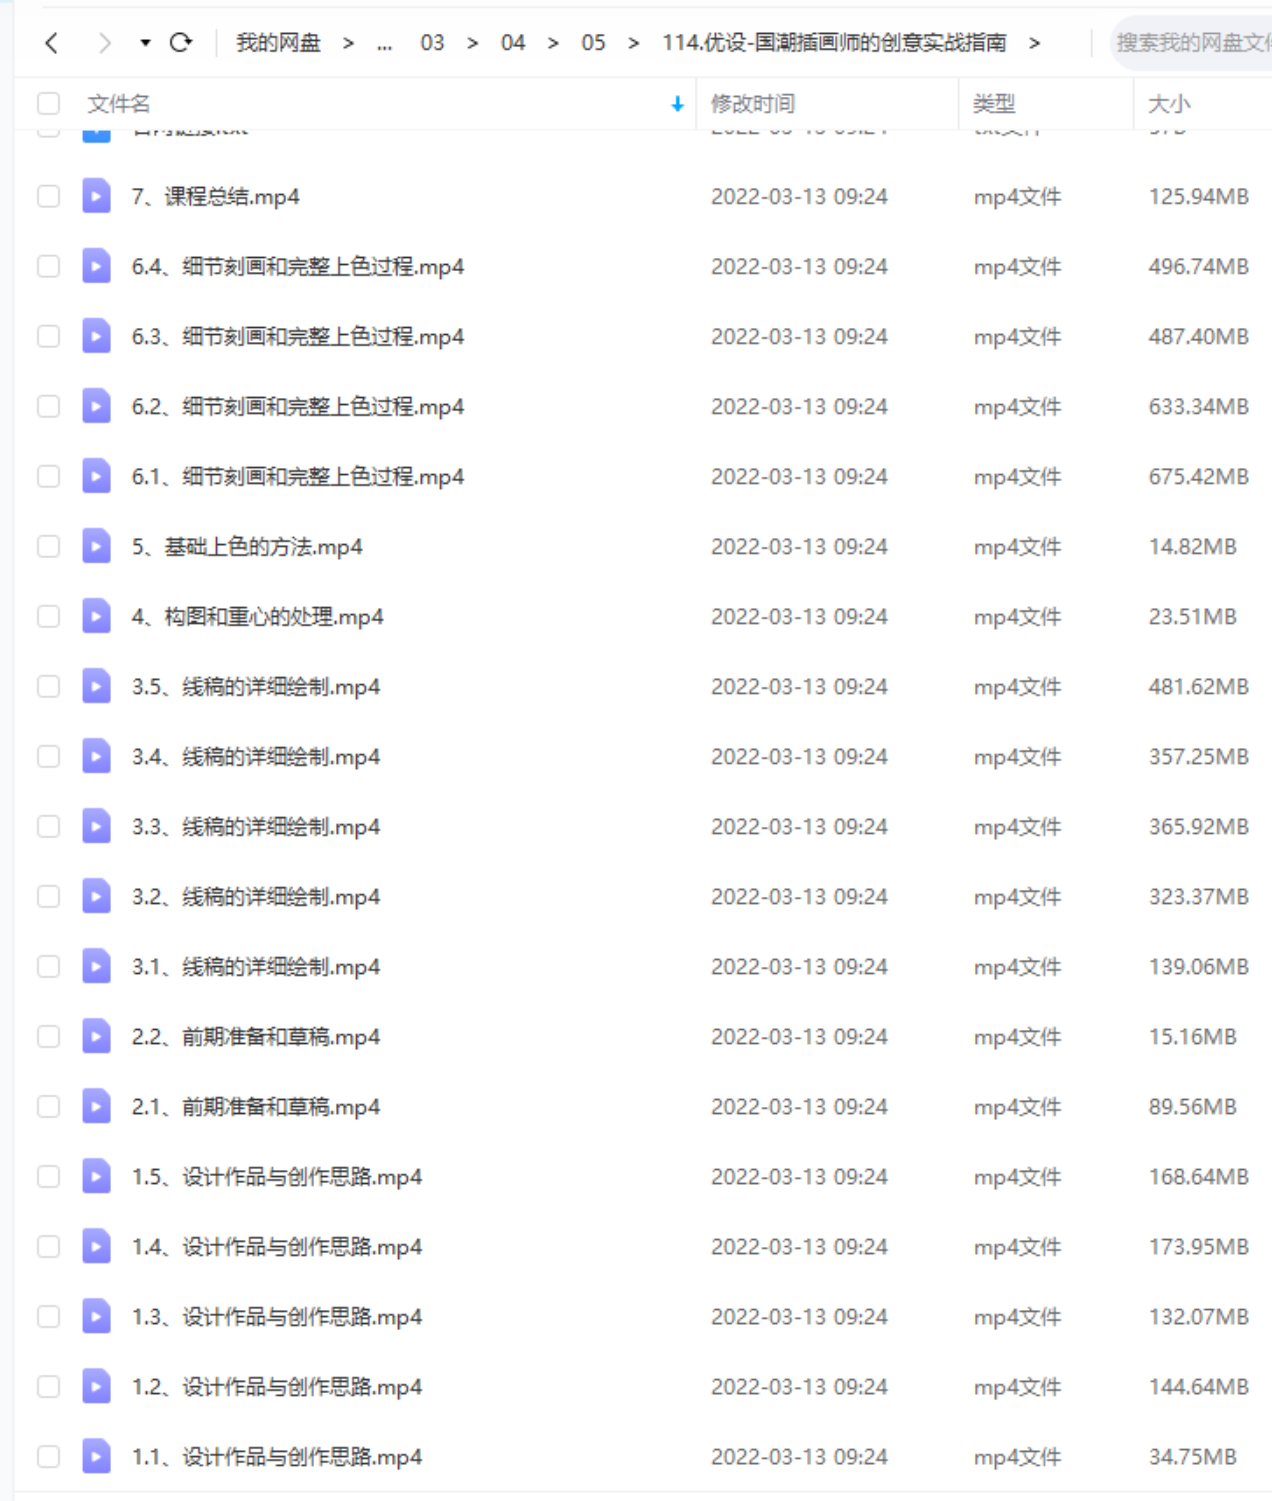 我的网盘 > ... 03 > 04 > 05 > 114.优设-国潮插画师的创意实战指南 > 搜索我的网盘文件
文件名 修改时间 类型 大小
7、课程总结.mp4 2022-03-13 09:24 mp4文件 125.94MB
6.4、细节刻画和完整上色过程.mp4 2022-03-13 09:24 mp4文件 496.74MB
6.3、细节刻画和完整上色过程.mp4 2022-03-13 09:24 mp4文件 487.40MB
6.2、细节刻画和完整上色过程.mp4 2022-03-13 09:24 mp4文件 633.34MB
6.1、细节刻画和完整上色过程.mp4 2022-03-13 09:24 mp4文件 675.42MB
5、基础上色的方法.mp4 2022-03-13 09:24 mp4文件 14.82MB
4、构图和重心的处理.mp4 2022-03-13 09:24 mp4文件 23.51MB
3.5、线稿的详细绘制.mp4 2022-03-13 09:24 mp4文件 481.62MB
3.4、线稿的详细绘制.mp4 2022-03-13 09:24 mp4文件 357.25MB
3.3、线稿的详细绘制.mp4 2022-03-13 09:24 mp4文件 365.92MB
3.2、线稿的详细绘制.mp4 2022-03-13 09:24 mp4文件 323.37MB
3.1、线稿的详细绘制.mp4 2022-03-13 09:24 mp4文件 139.06MB
2.2、前期准备和草稿.mp4 2022-03-13 09:24 mp4文件 15.16MB
2.1、前期准备和草稿.mp4 2022-03-13 09:24 mp4文件 89.56MB
1.5、设计作品与创作思路.mp4 2022-03-13 09:24 mp4文件 168.64MB
1.4、设计作品与创作思路.mp4 2022-03-13 09:24 mp4文件 173.95MB
1.3、设计作品与创作思路.mp4 2022-03-13 09:24 mp4文件 132.07MB
1.2、设计作品与创作思路.mp4 2022-03-13 09:24 mp4文件 144.64MB
1.1、设计作品与创作思路.mp4 2022-03-13 09:24 mp4文件 34.75MB